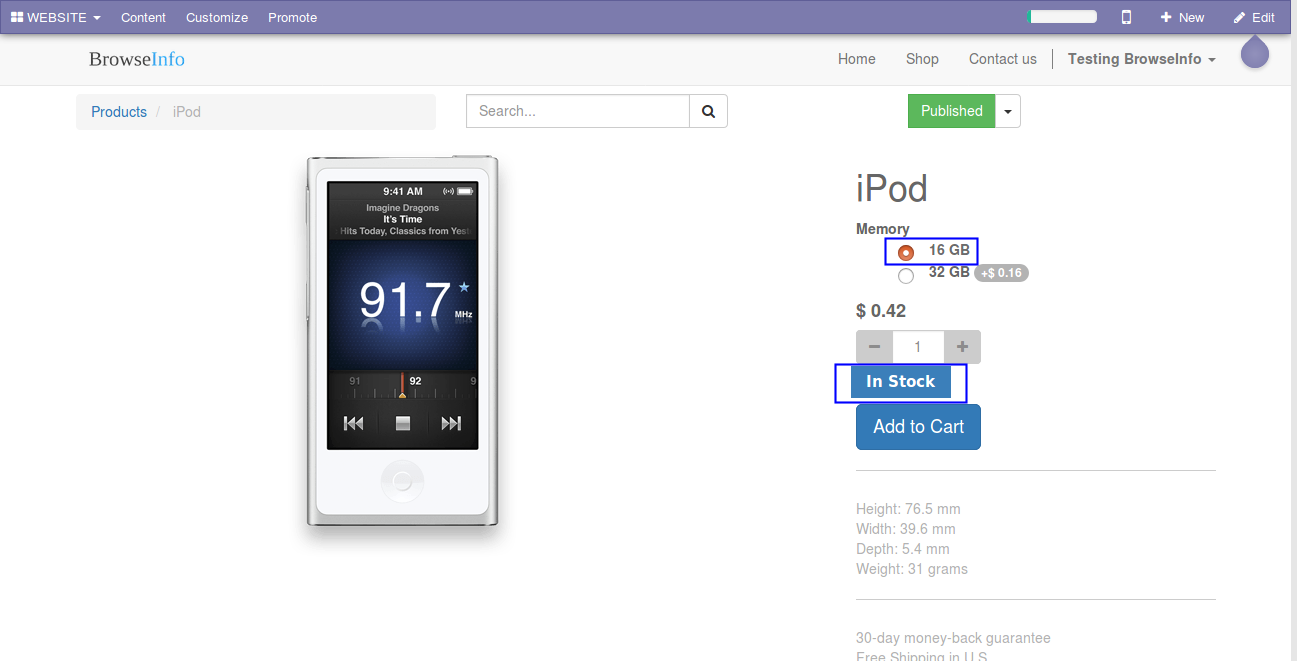 WEBSITE Content Customize Promote New Edit
BrowseInfo Home Shop Contact us Testing BrowseInfo
Products / iPod Search... Published
9:41 AM
Imagine Dragons
It's Time
Hits Today, Classics from Yest
91.7
MHz
91 92 9
iPod
Memory
16 GB
32 GB +$ 0.16
$ 0.42
1
In Stock
Add to Cart
Height: 76.5 mm
Width: 39.6 mm
Depth: 5.4 mm
Weight: 31 grams
30-day money-back guarantee
Free Shipping in U.S.